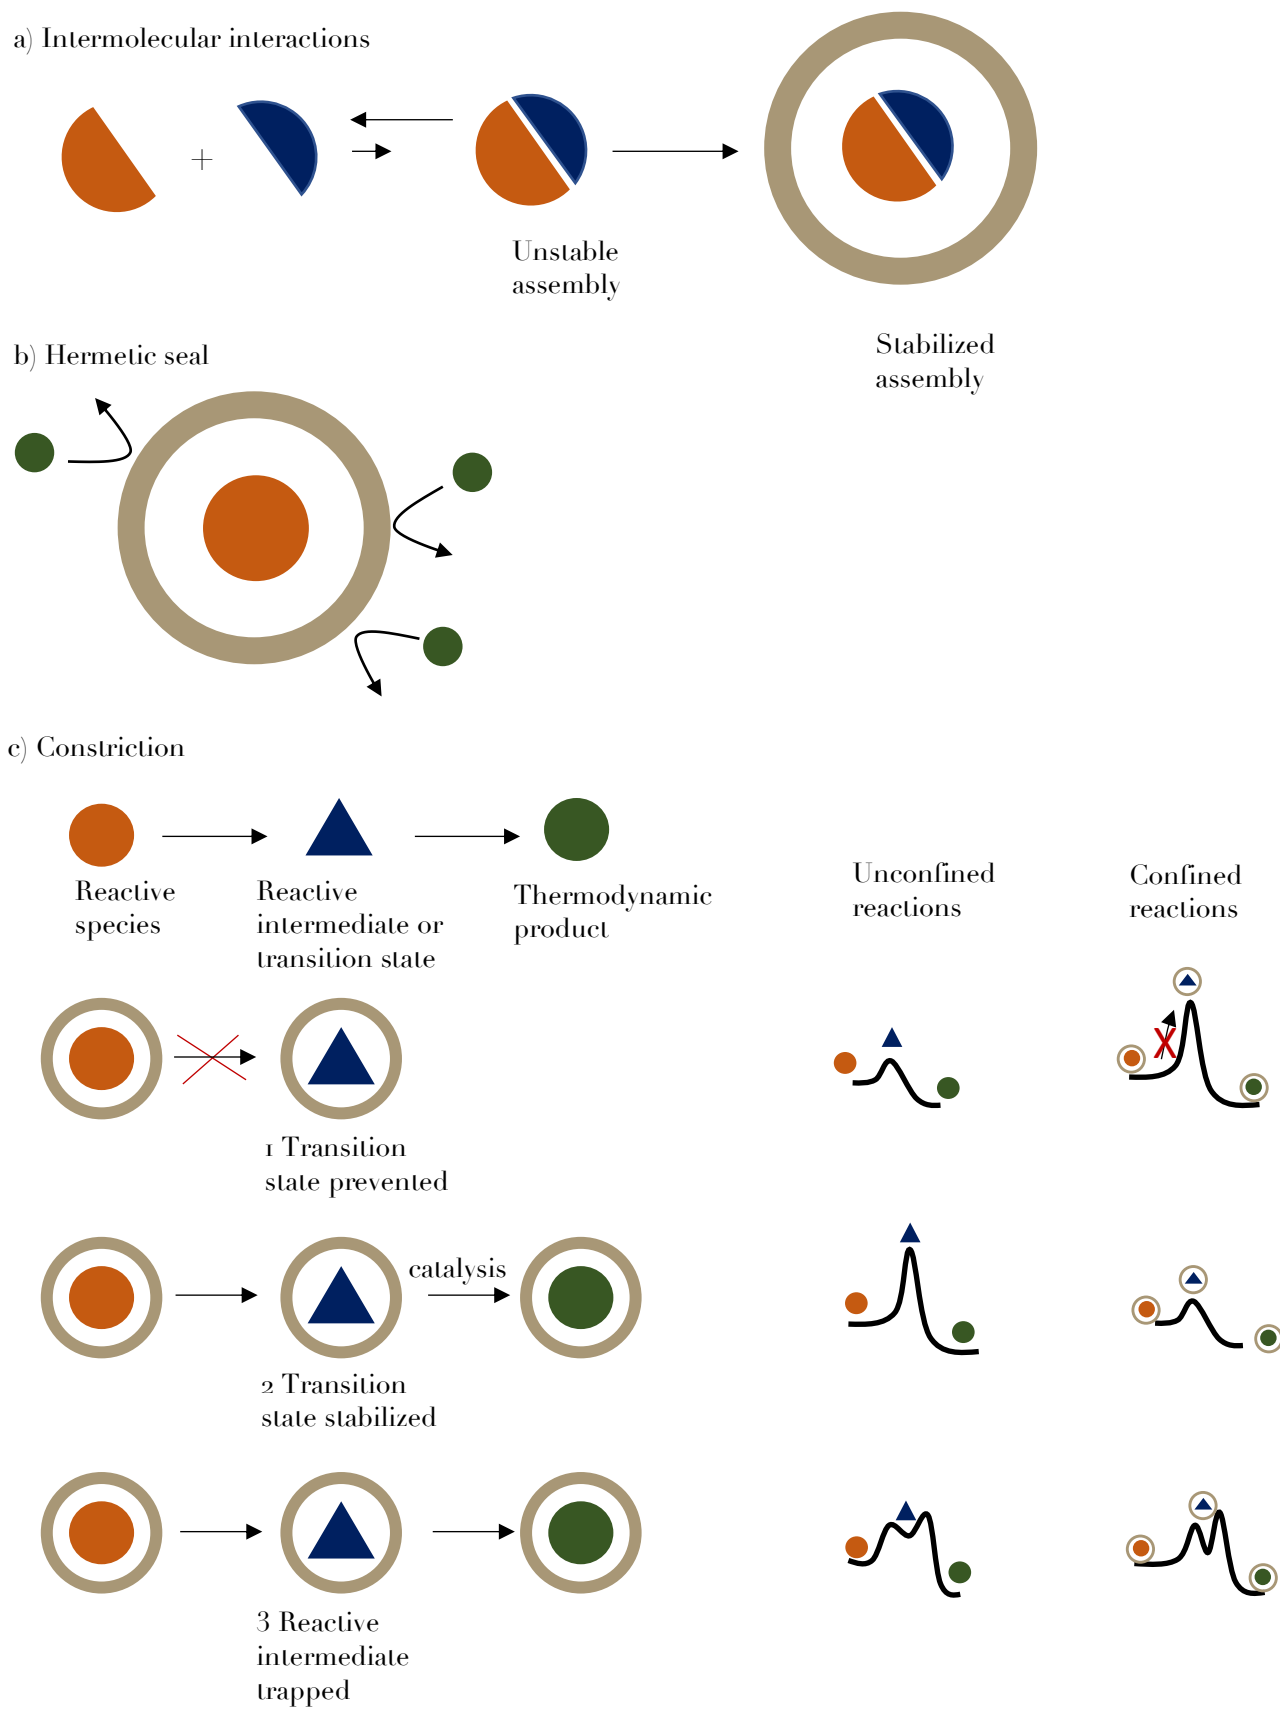 a) Intermolecular interactions
+
Unstable
assembly
Stabilized
assembly
b) Hermetic seal
c) Constriction
Reactive
species
Reactive
intermediate or
transition state
Thermodynamic
product
Unconfined
reactions
Confined
reactions
X
1 Transition
state prevented
catalysis
2 Transition
state stabilized
3 Reactive
intermediate
trapped